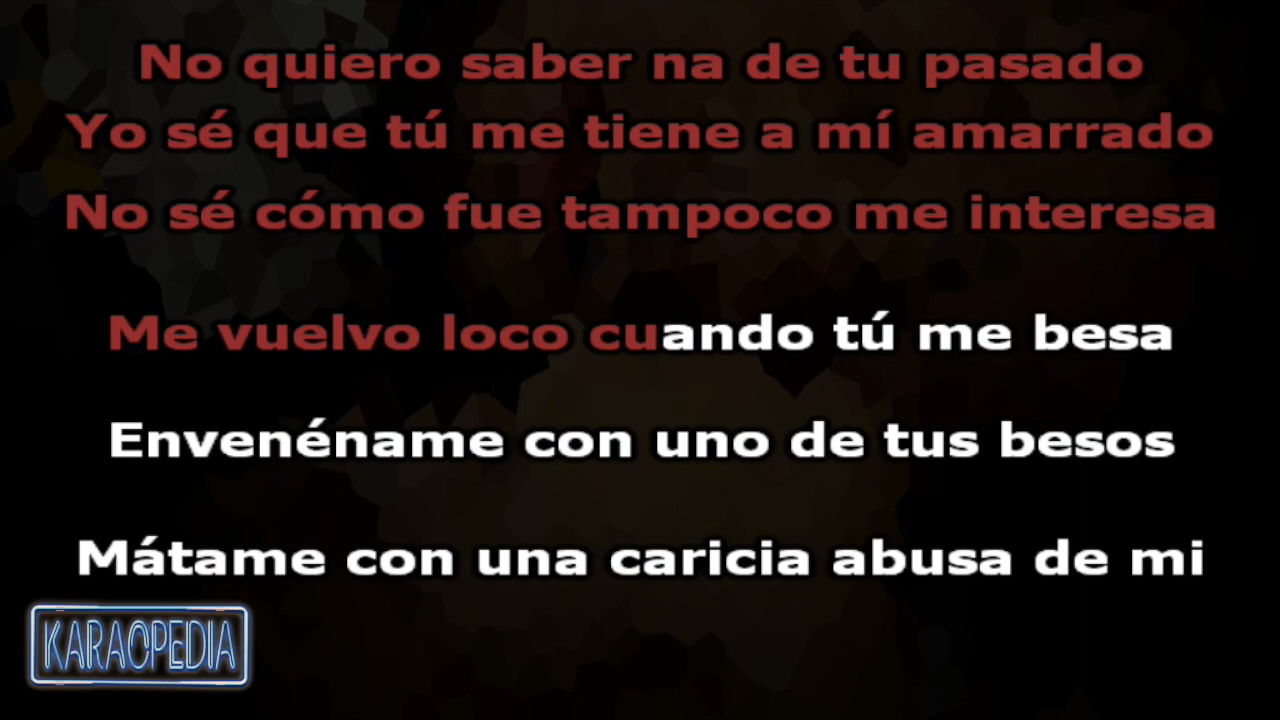 No quiero saber na de tu pasado
Yo sé que tú me tiene a mí amarrado
No sé cómo fue tampoco me interesa
Me vuelvo loco cuando tú me besa
Envenéname con uno de tus besos
Mátame con una caricia abusa de mi
KARAOPEDIA